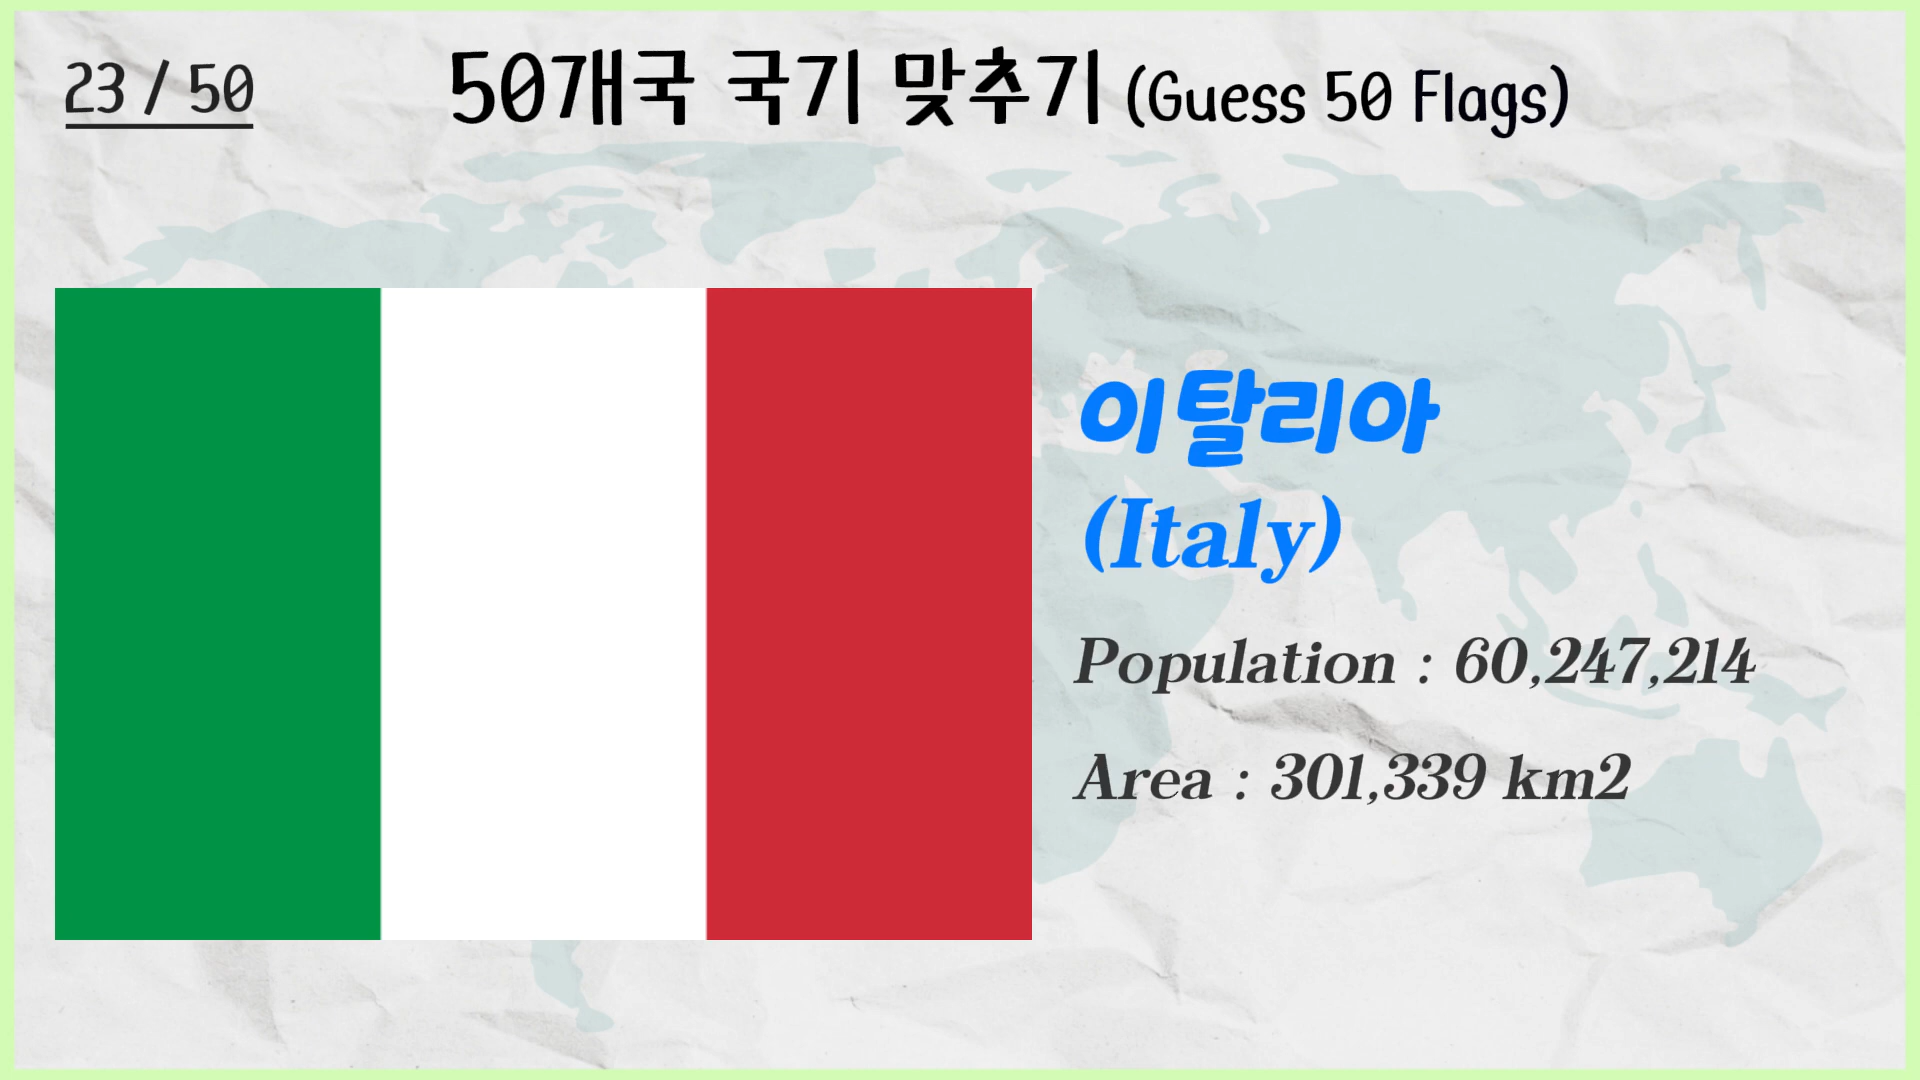 23 / 50
50개국 국기 맞추기 (Guess 50 Flags)
이탈리아
(Italy)
Population : 60,247,214
Area : 301,339 km2